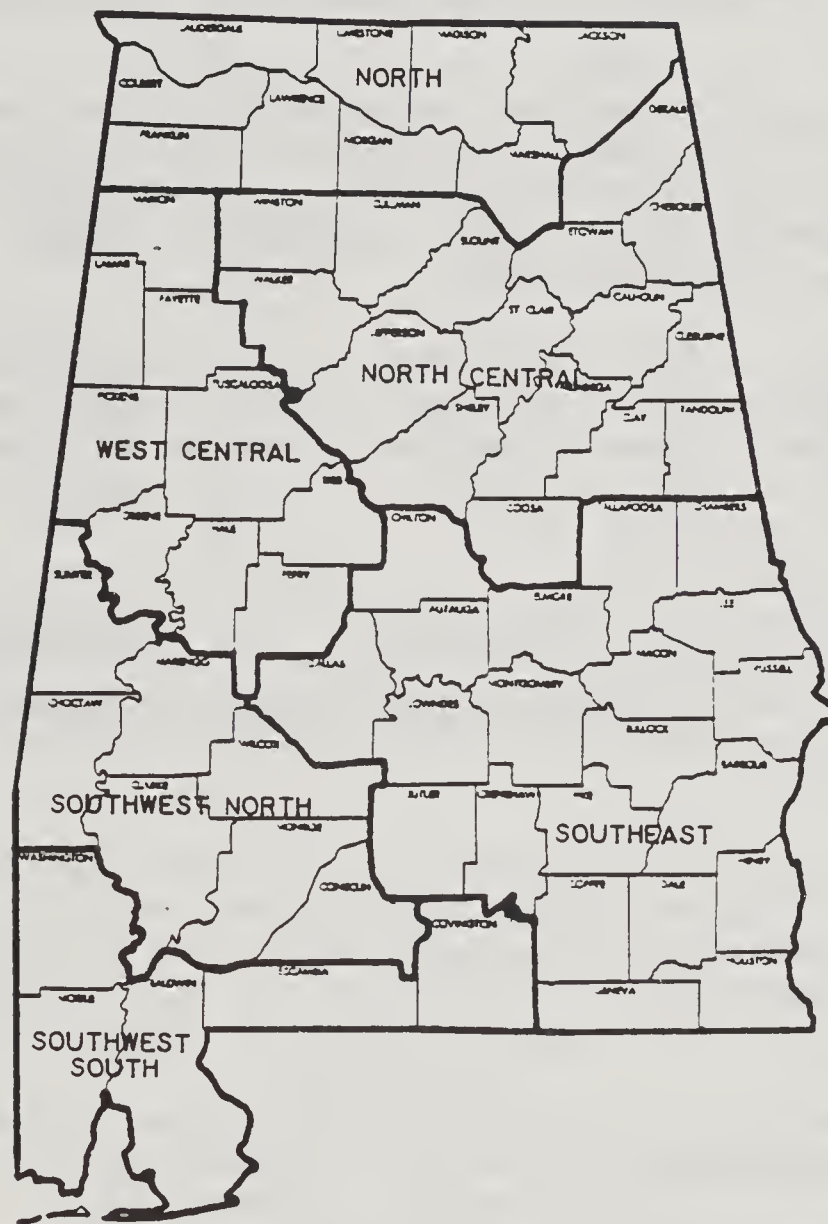 LAUDERDALE
LIMESTONE
MADISON
JACKSON
NORTH
COLBERT
LAWRENCE
DEKALB
FRANKLIN
MORGAN
MARSHALL
MARION
WINSTON
CULLMAN
CHEROKEE
BLOUNT
ETOWAH
LAMAR
WALKER
FAYETTE
CALHOUN
ST. CLAIR
JEFFERSON
CLEBURNE
NORTH CENTRAL
TUSCALOOSA
TALLADEGA
PICKENS
SHELBY
CLAY
RANDOLPH
WEST CENTRAL
BIBB
GREENE
HALE
CHILTON
COOSA
TALLAPOOSA
CHAMBERS
SUMTER
PERRY
AUTAUGA
ELMORE
LEE
MARENGO
DALLAS
MACON
RUSSELL
CHOCTAW
LOWNDES
MONTGOMERY
BULLOCK
WILCOX
BARBOUR
CLARKE
BUTLER
CRENSHAW
PIKE
SOUTHWEST NORTH
MONROE
SOUTHEAST
WASHINGTON
HENRY
CONECUH
COFFEE
DALE
COVINGTON
HOUSTON
ESCAMBIA
BALDWIN
MOBILE
GENEVA
SOUTHWEST
SOUTH